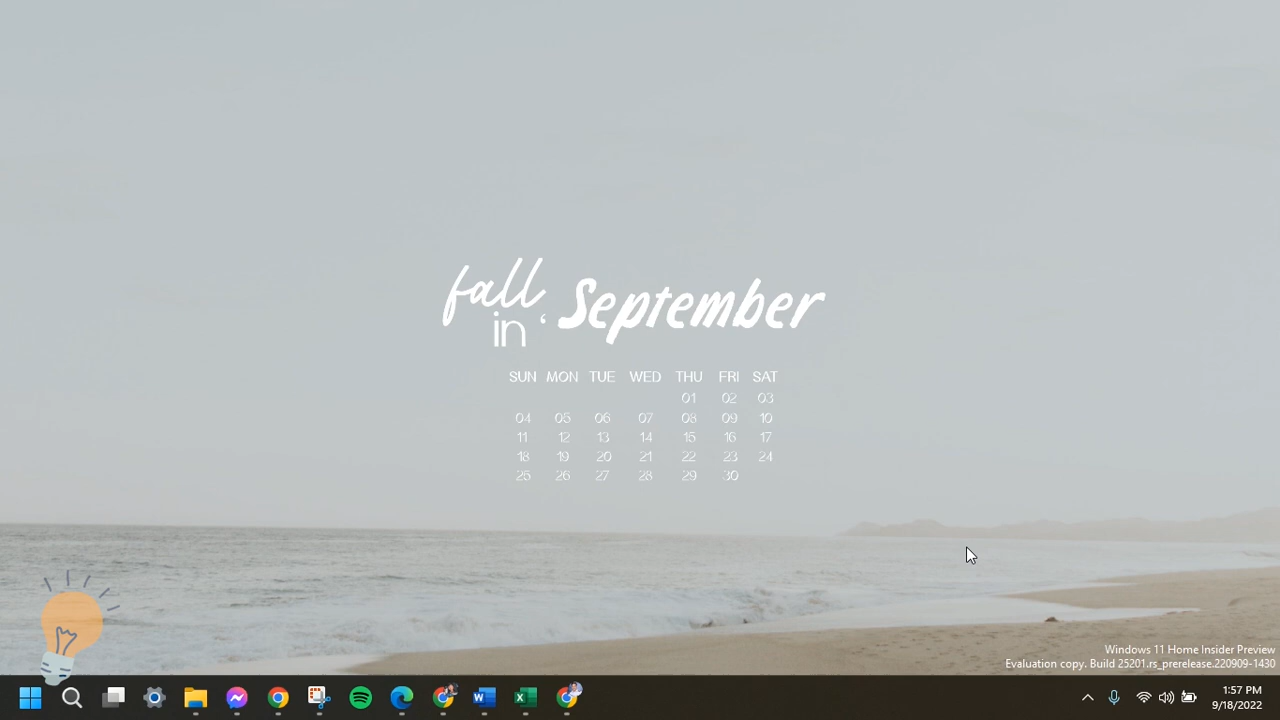 fall
in ‘ September
SUN MON TUE WED THU FRI SAT
01 02 03
04 05 06 07 08 09 10
11 12 13 14 15 16 17
18 19 20 21 22 23 24
25 26 27 28 29 30
Windows 11 Home Insider Preview
Evaluation copy. Build 25201.rs_prerelease.220909-1430
1:57 PM
9/18/2022